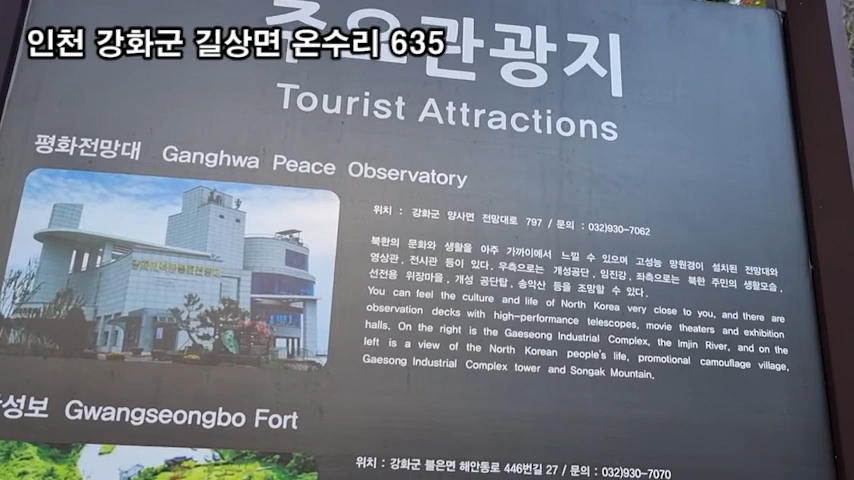 인천 강화군 길상면 온수리 635
주요관광지
Tourist Attractions
평화전망대 Ganghwa Peace Observatory
위치 : 강화군 양사면 전망대로 797 / 문의 : 032)930-7062
북한의 문화와 생활을 아주 가까이에서 느낄 수 있으며 고성능 망원경이 설치된 전망대와
영상관, 전시관 등이 있다. 우측으로는 개성공단, 임진강, 좌측으로는 북한 주민의 생활모습,
선전용 위장마을, 개성 공단탑, 송악산 등을 조망할 수 있다.
You can feel the culture and life of North Korea very close to you, and there are
observation decks with high-performance telescopes, movie theaters and exhibition
halls. On the right is the Gaeseong Industrial Complex, the Imjin River, and on the
left is a view of the North Korean people's life, promotional camouflage village,
Gaesong Industrial Complex tower and Songak Mountain.
성보 Gwangseongbo Fort
위치 : 강화군 불은면 해안동로 446번길 27 / 문의 : 032)930-7070